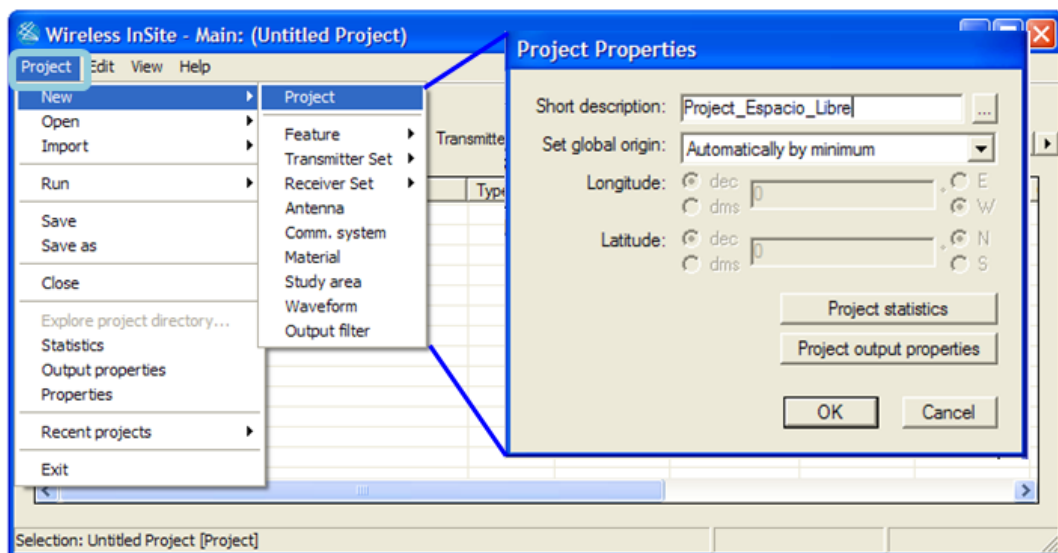 Wireless InSite - Main: (Untitled Project)
Project Edit View Help
New
Open
Import
Run
Save
Save as
Close
Explore project directory...
Statistics
Output properties
Properties
Recent projects
Exit
Project
Feature
Transmitter Set
Receiver Set
Antenna
Comm. system
Material
Study area
Waveform
Output filter
Transmitte
Type
Project Properties
Short description: Project_Espacio_Libre ...
Set global origin: Automatically by minimum
Longitude: dec 0 ° E
dms W
Latitude: dec 0 ° N
dms S
Project statistics
Project output properties
OK Cancel
Selection: Untitled Project [Project]